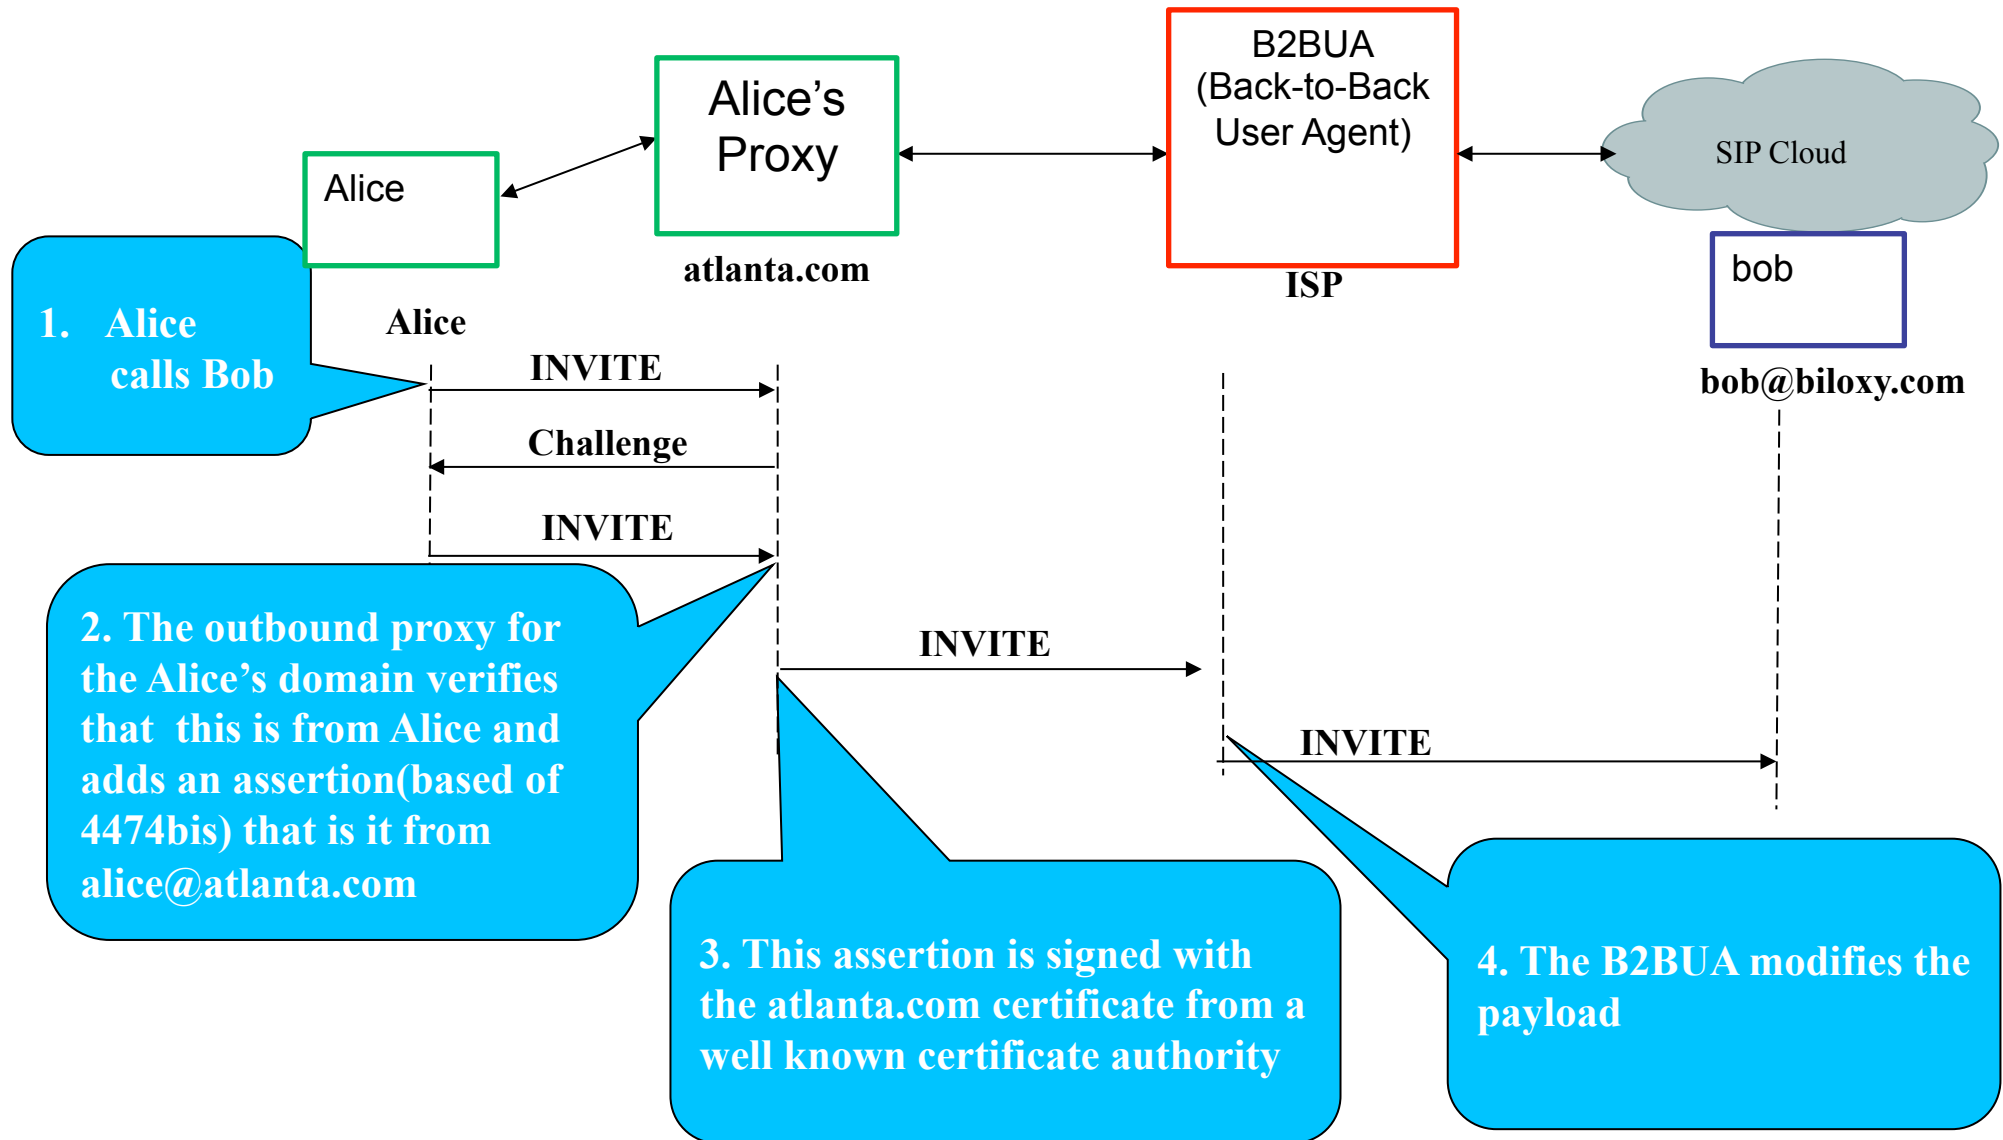 B2BUA
(Back-to-Back
User Agent)
Alice’s
Proxy
SIP Cloud
Alice
atlanta.com
ISP
bob
1. Alice
calls Bob
Alice
INVITE
bob@biloxy.com
Challenge
INVITE
2. The outbound proxy for
the Alice’s domain verifies
that this is from Alice and
adds an assertion(based of
4474bis) that is it from
alice@atlanta.com
INVITE
INVITE
3. This assertion is signed with
the atlanta.com certificate from a
well known certificate authority
4. The B2BUA modifies the
payload